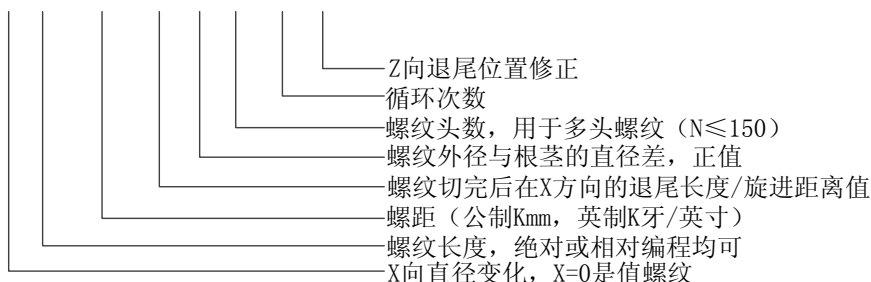 Z向退尾位置修正
循环次数
螺纹头数，用于多头螺纹（N≤150）
螺纹外径与根茎的直径差，正值
螺纹切完后在X方向的退尾长度/旋进距离值
螺距（公制Kmm，英制K牙/英寸）
螺纹长度，绝对或相对编程均可
X向直径变化，X=0是值螺纹